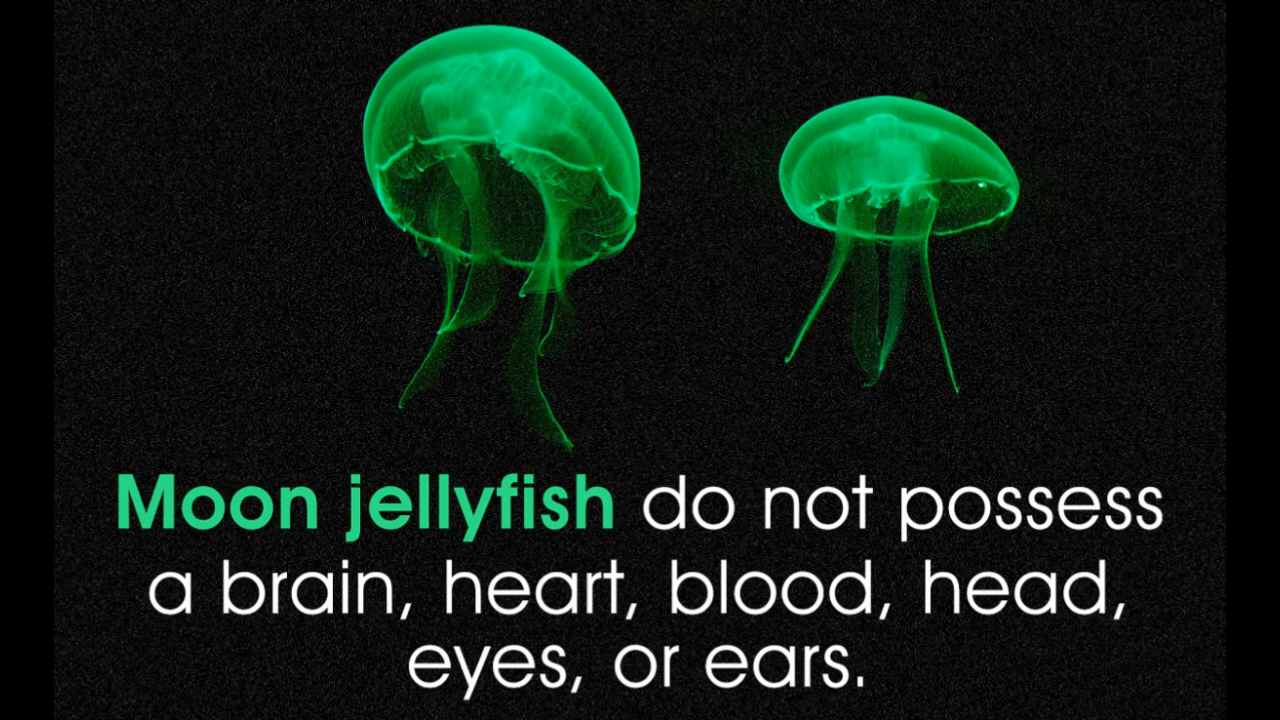 Moon jellyfish do not possess
a brain, heart, blood, head,
eyes, or ears.